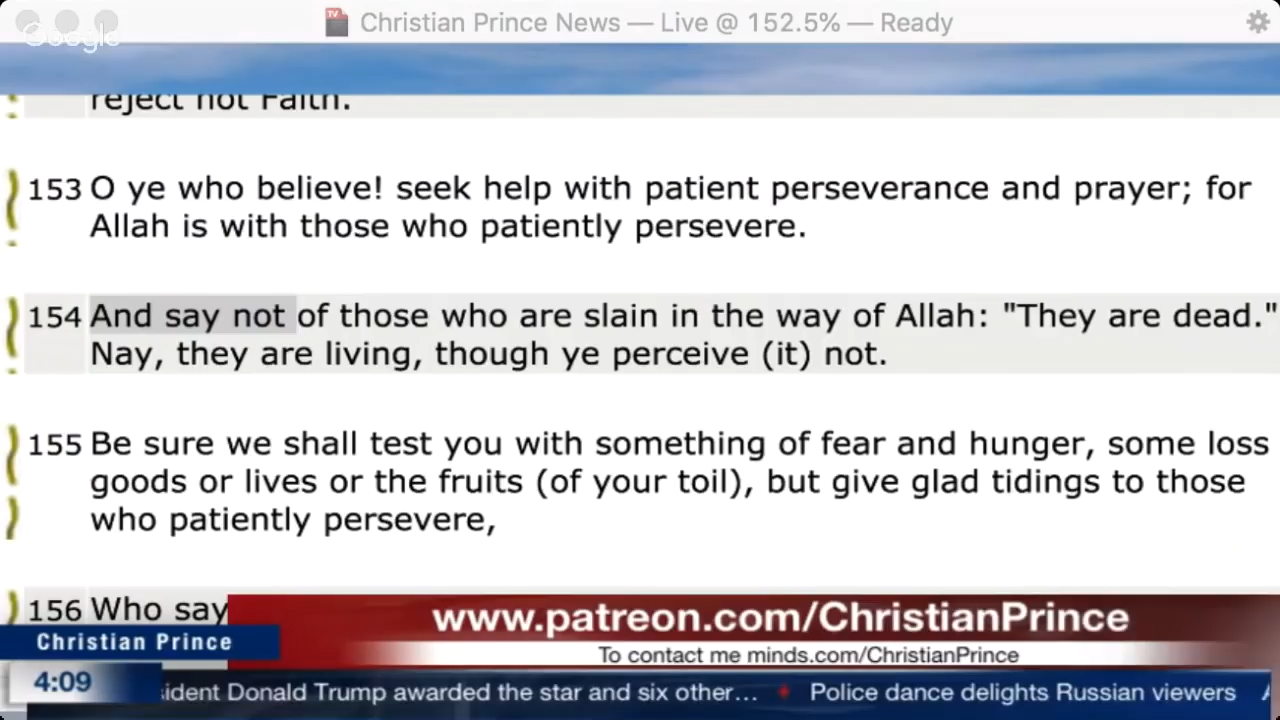 Christian Prince News — Live @ 152.5% — Ready
Google
reject not Faith.
153 O ye who believe! seek help with patient perseverance and prayer; for
Allah is with those who patiently persevere.
154 And say not of those who are slain in the way of Allah: "They are dead."
Nay, they are living, though ye perceive (it) not.
155 Be sure we shall test you with something of fear and hunger, some loss
goods or lives or the fruits (of your toil), but give glad tidings to those
who patiently persevere,
156 Who say
www.patreon.com/ChristianPrince
Christian Prince
To contact me minds.com/ChristianPrince
4:09
ident Donald Trump awarded the star and six other... Police dance delights Russian viewers